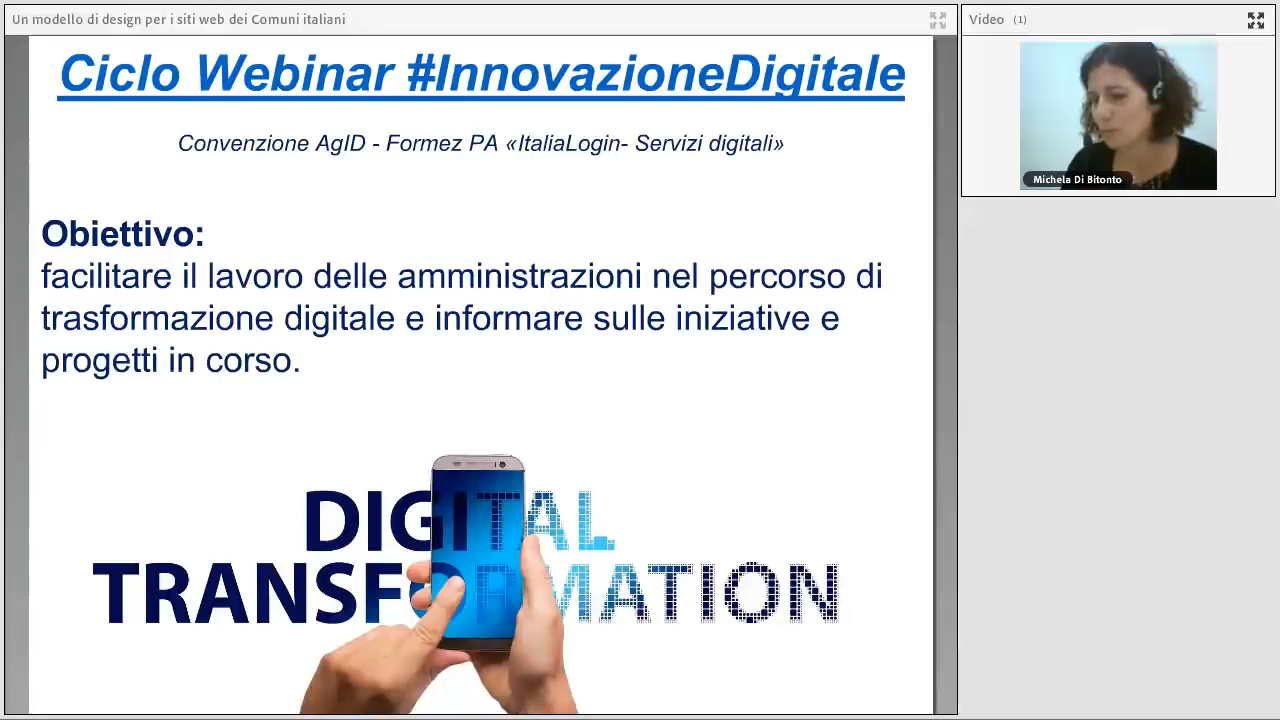 Un modello di design per i siti web dei Comuni italiani
Video (1)
Ciclo Webinar #InnovazioneDigitale
Convenzione AgID - Formez PA «ItaliaLogin- Servizi digitali»
Obiettivo:
facilitare il lavoro delle amministrazioni nel percorso di
trasformazione digitale e informare sulle iniziative e
progetti in corso.
DIGITAL
TRANSFORMATION
Michela Di Bitonto